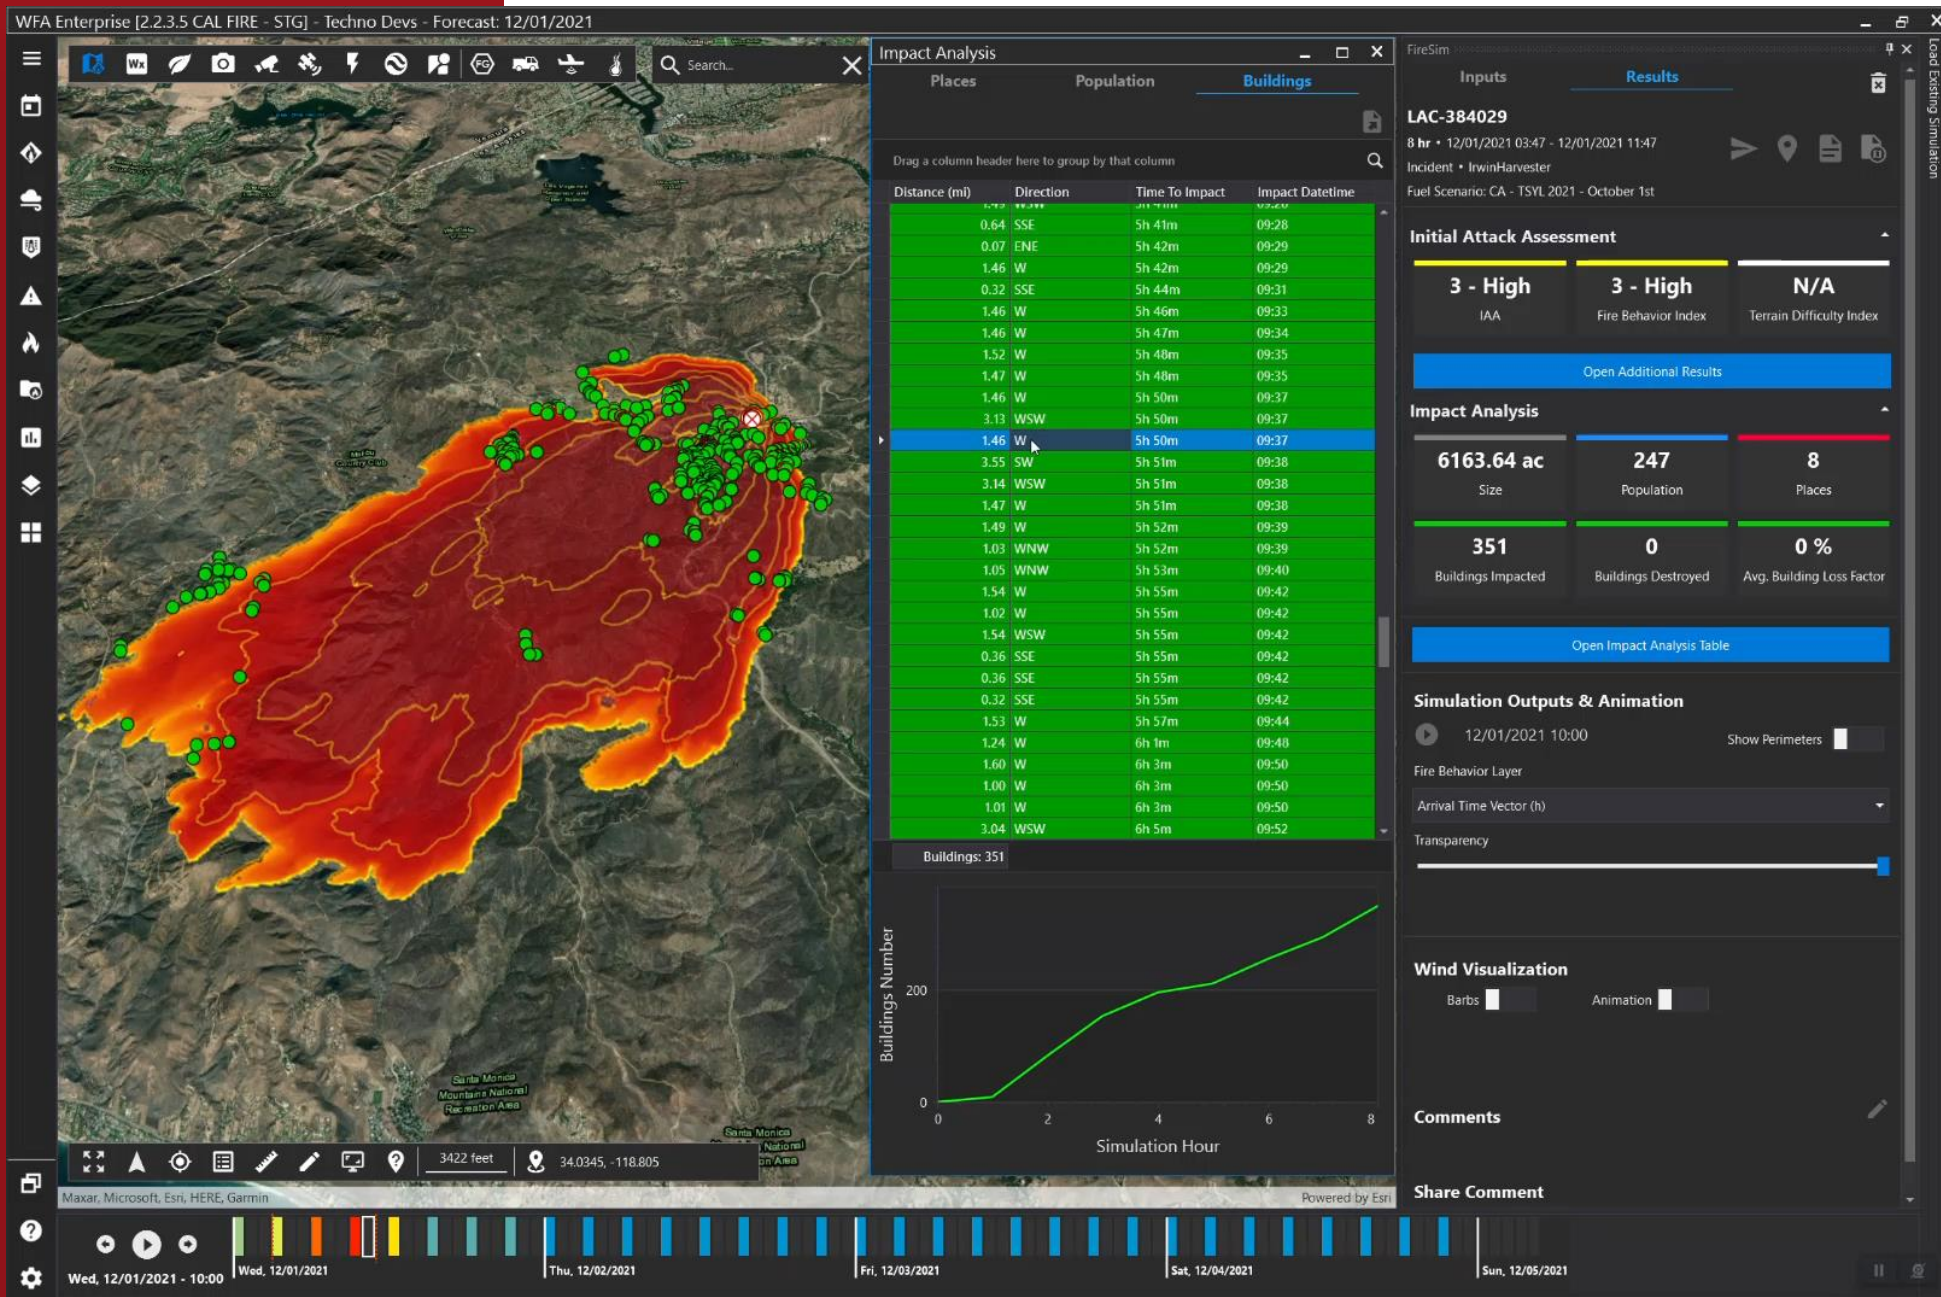 WFA Enterprise [2.2.3.5 CAL FIRE - STG] - Techno Devs - Forecast: 12/01/2021
Wx
FG
Search...
Malibu
Country Club
Santa Monica
Mountains National
Recreation Area
Santa Monica
National
on Area
3422 feet
34.0345, -118.805
Maxar, Microsoft, Esri, HERE, Garmin
Powered by Esri
Impact Analysis
Places Population Buildings
Drag a column header here to group by that column
Distance (mi) Direction Time To Impact Impact Datetime
1.49 WSW 5h 41m 09:28
0.64 SSE 5h 41m 09:28
0.07 ENE 5h 42m 09:29
1.46 W 5h 42m 09:29
0.32 SSE 5h 44m 09:31
1.46 W 5h 46m 09:33
1.46 W 5h 47m 09:34
1.52 W 5h 48m 09:35
1.47 W 5h 48m 09:35
1.46 W 5h 50m 09:37
3.13 WSW 5h 50m 09:37
1.46 W 5h 50m 09:37
3.55 SW 5h 51m 09:38
3.14 WSW 5h 51m 09:38
1.47 W 5h 51m 09:38
1.49 W 5h 52m 09:39
1.03 WNW 5h 52m 09:39
1.05 WNW 5h 53m 09:40
1.54 W 5h 55m 09:42
1.02 W 5h 55m 09:42
1.54 WSW 5h 55m 09:42
0.36 SSE 5h 55m 09:42
0.36 SSE 5h 55m 09:42
0.32 SSE 5h 55m 09:42
1.53 W 5h 57m 09:44
1.24 W 6h 1m 09:48
1.60 W 6h 3m 09:50
1.00 W 6h 3m 09:50
1.01 W 6h 3m 09:50
3.04 WSW 6h 5m 09:52
Buildings: 351
Buildings Number
200
0
0 2 4 6 8
Simulation Hour
FireSim
Load Existing Simulation
Inputs Results
LAC-384029
8 hr • 12/01/2021 03:47 - 12/01/2021 11:47
Incident • IrwinHarvester
Fuel Scenario: CA - TSYL 2021 - October 1st
Initial Attack Assessment
3 - High 3 - High N/A
IAA Fire Behavior Index Terrain Difficulty Index
Open Additional Results
Impact Analysis
6163.64 ac 247 8
Size Population Places
351 0 0 %
Buildings Impacted Buildings Destroyed Avg. Building Loss Factor
Open Impact Analysis Table
Simulation Outputs & Animation
12/01/2021 10:00 Show Perimeters
Fire Behavior Layer
Arrival Time Vector (h)
Transparency
Wind Visualization
Barbs Animation
Comments
Share Comment
Wed, 12/01/2021 - 10:00
Wed, 12/01/2021 Thu, 12/02/2021 Fri, 12/03/2021 Sat, 12/04/2021 Sun, 12/05/2021